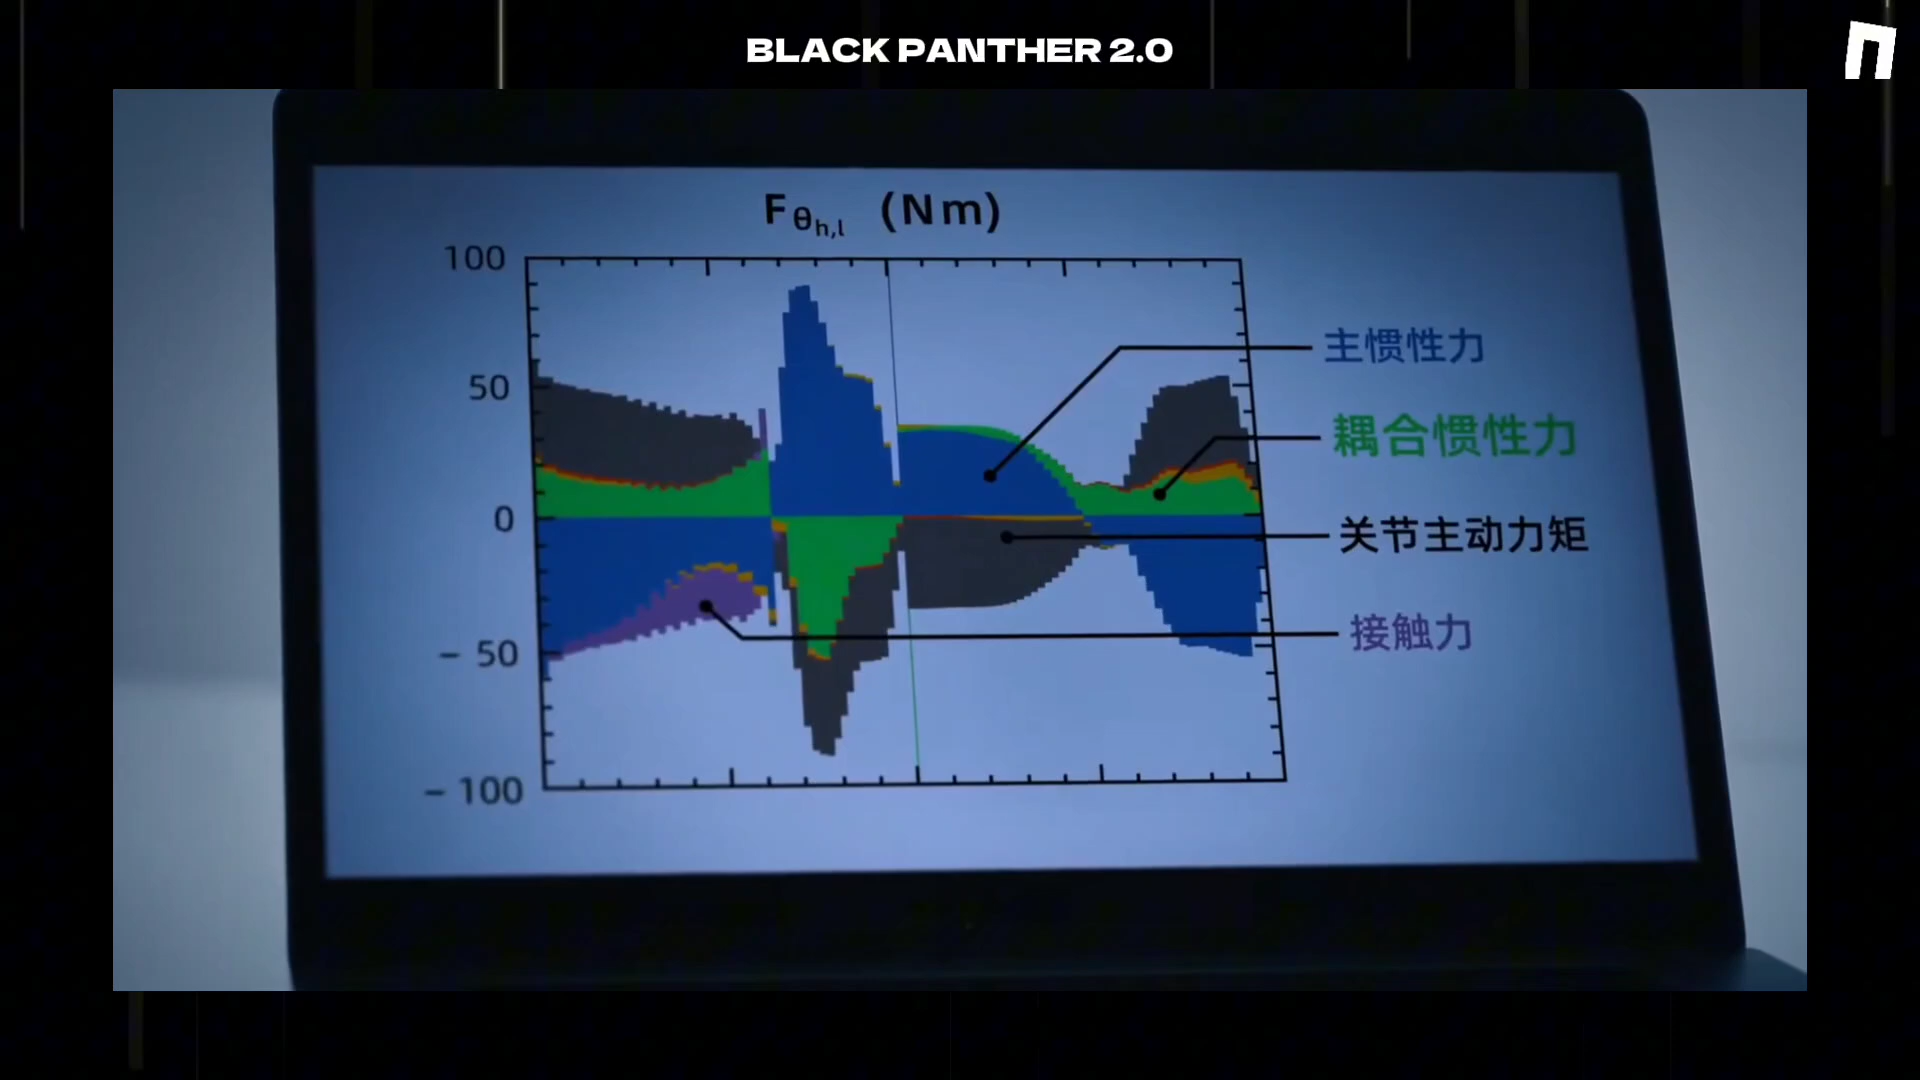 BLACK PANTHER 2.0
Fθh,l (Nm)
100
50
0
– 50
– 100
主惯性力
耦合惯性力
关节主动力矩
接触力